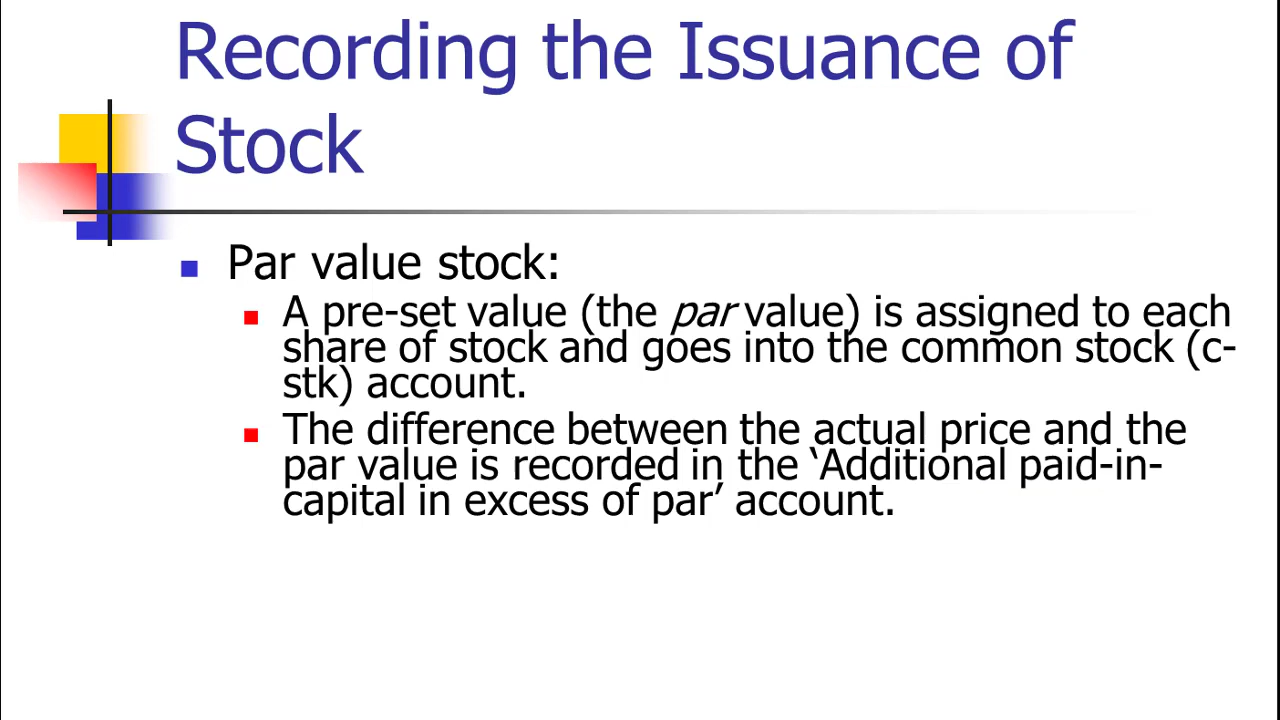 Recording the Issuance of
Stock
Par value stock:
A pre-set value (the par value) is assigned to each
share of stock and goes into the common stock (c-
stk) account.
The difference between the actual price and the
par value is recorded in the ‘Additional paid-in-
capital in excess of par’ account.